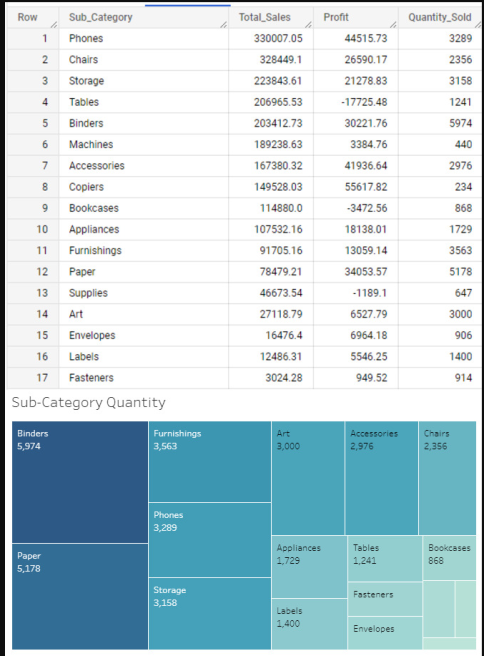 Row Sub_Category Total_Sales Profit Quantity_Sold
1 Phones 330007.05 44515.73 3289
2 Chairs 328449.1 26590.17 2356
3 Storage 223843.61 21278.83 3158
4 Tables 206965.53 -17725.48 1241
5 Binders 203412.73 30221.76 5974
6 Machines 189238.63 3384.76 440
7 Accessories 167380.32 41936.64 2976
8 Copiers 149528.03 55617.82 234
9 Bookcases 114880.0 -3472.56 868
10 Appliances 107532.16 18138.01 1729
11 Furnishings 91705.16 13059.14 3563
12 Paper 78479.21 34053.57 5178
13 Supplies 46673.54 -1189.1 647
14 Art 27118.79 6527.79 3000
15 Envelopes 16476.4 6964.18 906
16 Labels 12486.31 5546.25 1400
17 Fasteners 3024.28 949.52 914
Sub-Category Quantity
Binders
5,974
Paper
5,178
Furnishings
3,563
Phones
3,289
Storage
3,158
Art
3,000
Accessories
2,976
Chairs
2,356
Appliances
1,729
Labels
1,400
Tables
1,241
Fasteners
Envelopes
Bookcases
868